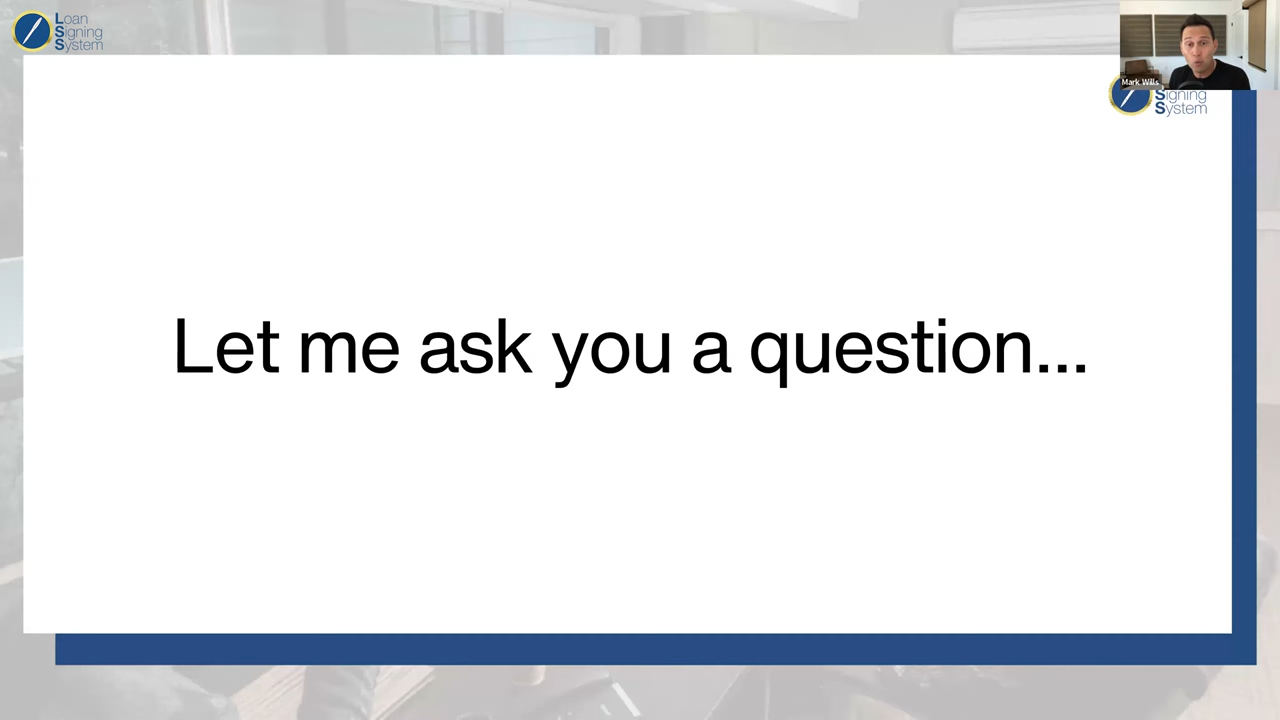 Loan
Signing
System
Mark Wills
Signing
System
Let me ask you a question...